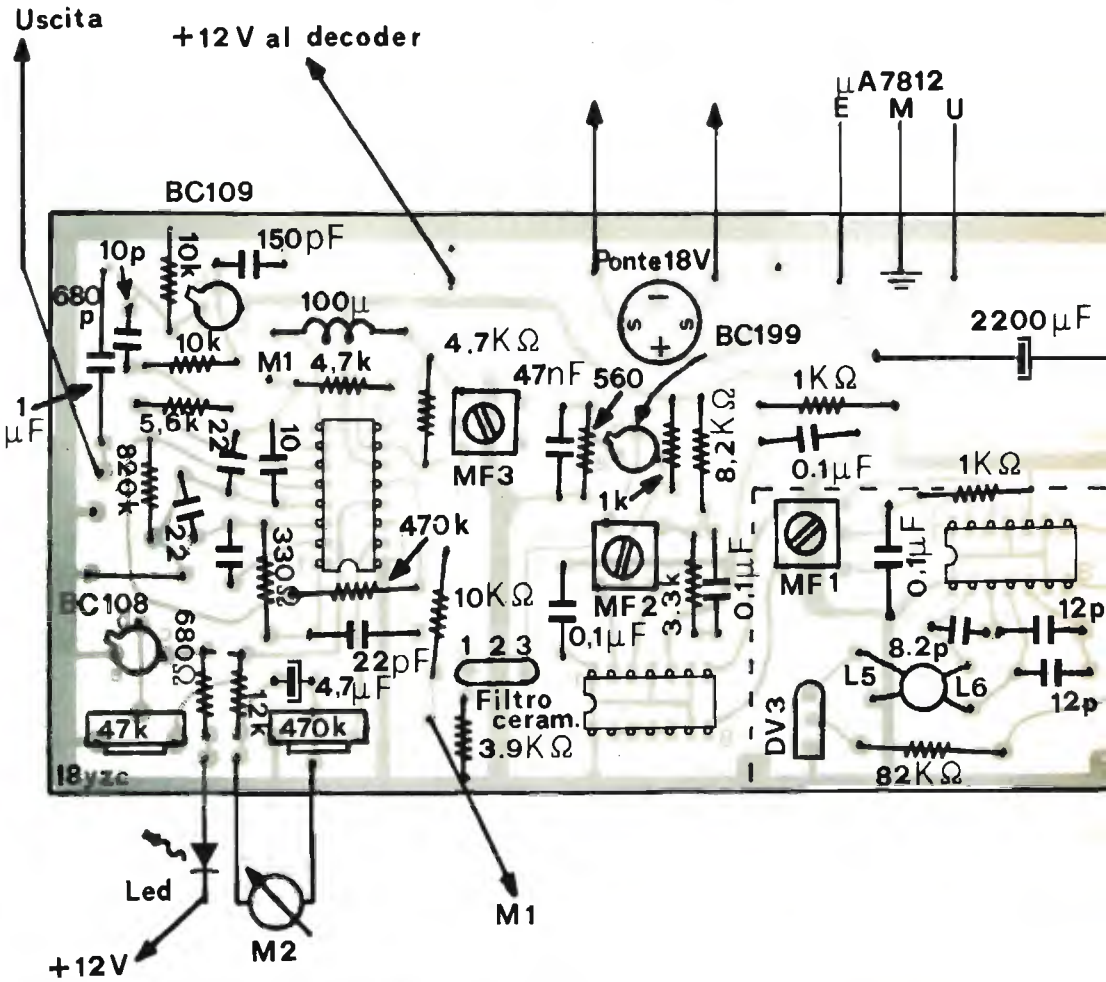 Uscita
+12 V al decoder
μA7812
E M U
BC109
10p
10k
150pF
680
p
10k
100μ
M1
4,7k
4.7KΩ
Ponte18V
-
S S
+
BC199
2200μF
1
μF
5,6k
22
10
820k
22
MF3
47nF
560
8,2KΩ
1KΩ
0.1μF
1KΩ
1k
470k
330Ω
MF2
MF1
0.1μF
BC108
10KΩ
0,1μF
3.3k
0.1μF
680Ω
12k
22pF
4,7μF
1 2 3
Filtro
ceram.
3.9KΩ
8.2p
12p
L5
L6
12p
DV3
82KΩ
47k
470k
18yzc
Led
+12V
M2
M1